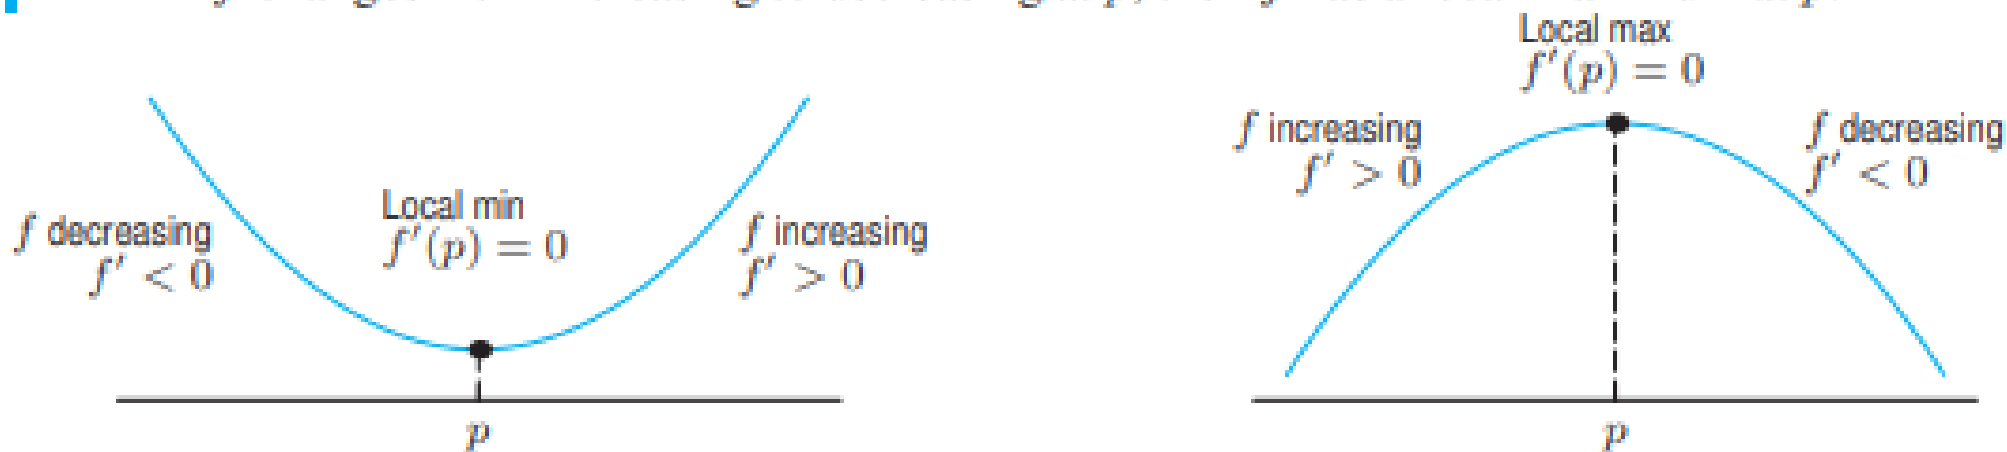 Local min
f′(p) = 0
f decreasing
f′ < 0
f increasing
f′ > 0
p
Local max
f′(p) = 0
f increasing
f′ > 0
f decreasing
f′ < 0
p